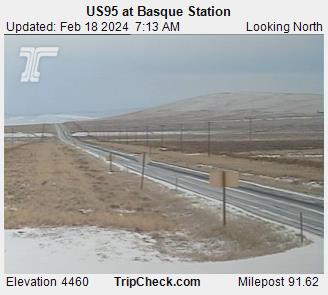 US95 at Basque Station
Updated: Feb 18 2024 7:13 AM Looking North
Elevation 4460 TripCheck.com Milepost 91.62